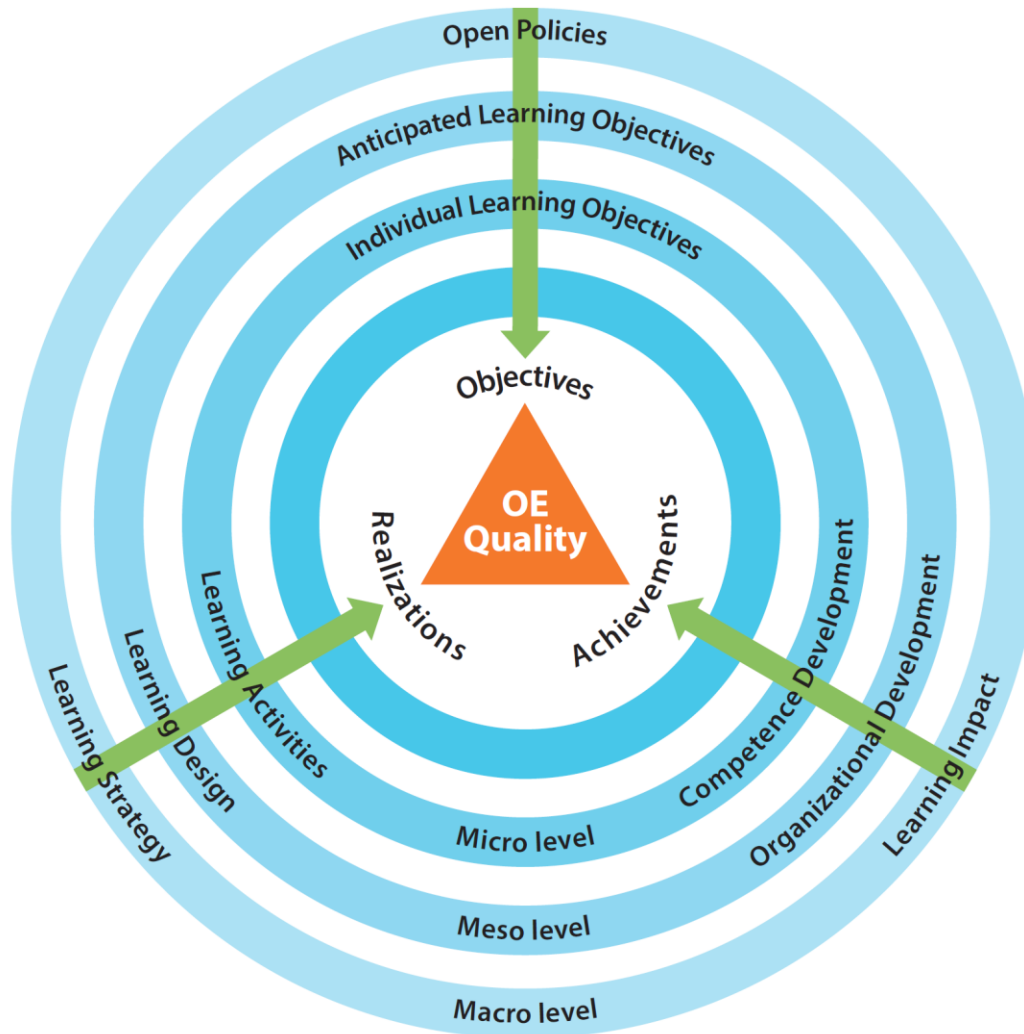 Open Policies
Anticipated Learning Objectives
Individual Learning Objectives
Objectives
OE
Quality
Realizations
Achievements
Learning Activities
Learning Design
Learning Strategy
Competence Development
Organizational Development
Learning Impact
Micro level
Meso level
Macro level